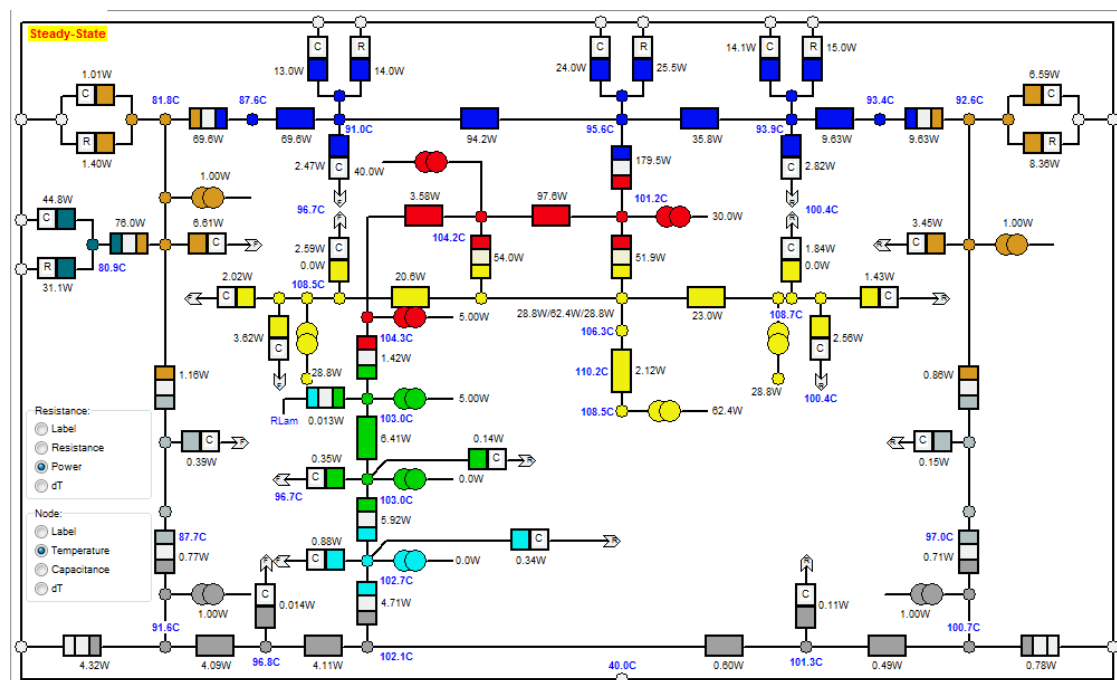 Steady-State
C
R
C
R
C
R
13.0W
14.0W
24.0W
25.5W
14.1W
15.0W
1.01W
C
81.8C
87.6C
R
1.40W
69.6W
69.6W
91.0C
94.2W
95.6C
35.8W
93.9C
9.63W
93.4C
9.63W
92.6C
6.59W
C
R
8.36W
2.47W
C
40.0W
179.5W
2.82W
C
F
R
96.7C
101.2C
100.4C
1.00W
44.8W
C
76.0W
6.61W
C
F
3.58W
97.6W
30.0W
104.2C
3.45W
R
C
1.00W
80.9C
R
31.1W
F
2.59W
C
0.0W
54.0W
51.9W
R
C
1.84W
0.0W
2.02W
F
C
108.5C
20.6W
28.8W/62.4W/28.8W
23.0W
108.7C
1.43W
C
R
3.62W
C
F
28.8W
5.00W
104.3C
106.3C
2.56W
C
R
100.4C
1.42W
110.2C
2.12W
28.8W
1.16W
0.86W
RLam
0.013W
5.00W
103.0C
108.5C
62.4W
Resistance:
Label
Resistance
Power
dT
C
F
0.39W
6.41W
R
C
0.15W
0.35W
F
C
96.7C
0.14W
C
R
0.0W
103.0C
Node:
Label
Temperature
Capacitance
dT
87.7C
0.77W
5.92W
97.0C
0.71W
0.88W
F
C
C
R
0.34W
0.0W
102.7C
F
C
0.014W
4.71W
R
C
0.11W
1.00W
1.00W
91.6C
100.7C
4.32W
4.09W
96.8C
4.11W
102.1C
40.0C
0.60W
101.3C
0.49W
0.78W